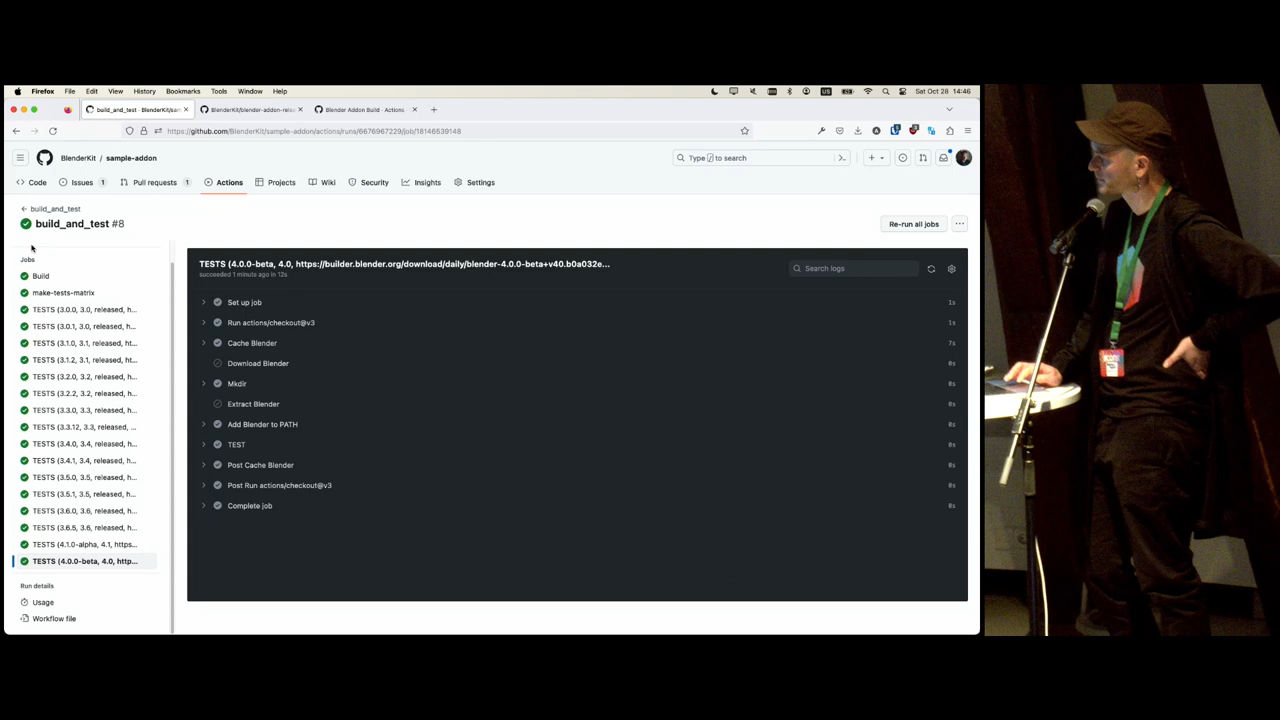 Firefox File Edit View History Bookmarks Tools Window Help
US Sat Oct 28 14:46
build_and_test · BlenderKit/sam
BlenderKit/blender-addon-rele
Blender Addon Build · Actions
https://github.com/BlenderKit/sample-addon/actions/runs/6676967229/job/18146539148
BlenderKit / sample-addon
Type / to search
Code Issues 1 Pull requests 1 Actions Projects Wiki Security Insights Settings
build_and_test
build_and_test #8
Re-run all jobs
Jobs
Build
make-tests-matrix
TESTS (3.0.0, 3.0, released, h...
TESTS (3.0.1, 3.0, released, h...
TESTS (3.1.0, 3.1, released, ht...
TESTS (3.1.2, 3.1, released, ht...
TESTS (3.2.0, 3.2, released, h...
TESTS (3.2.2, 3.2, released, h...
TESTS (3.3.0, 3.3, released, h...
TESTS (3.3.12, 3.3, released, ...
TESTS (3.4.0, 3.4, released, h...
TESTS (3.4.1, 3.4, released, h...
TESTS (3.5.0, 3.5, released, h...
TESTS (3.5.1, 3.5, released, h...
TESTS (3.6.0, 3.6, released, h...
TESTS (3.6.5, 3.6, released, h...
TESTS (4.1.0-alpha, 4.1, https...
TESTS (4.0.0-beta, 4.0, http...
Run details
Usage
Workflow file
TESTS (4.0.0-beta, 4.0, https://builder.blender.org/download/daily/blender-4.0.0-beta+v40.b0a032e...
succeeded 1 minute ago in 12s
Search logs
Set up job 1s
Run actions/checkout@v3 1s
Cache Blender 7s
Download Blender 0s
Mkdir 0s
Extract Blender 0s
Add Blender to PATH 0s
TEST 0s
Post Cache Blender 0s
Post Run actions/checkout@v3 0s
Complete job 0s